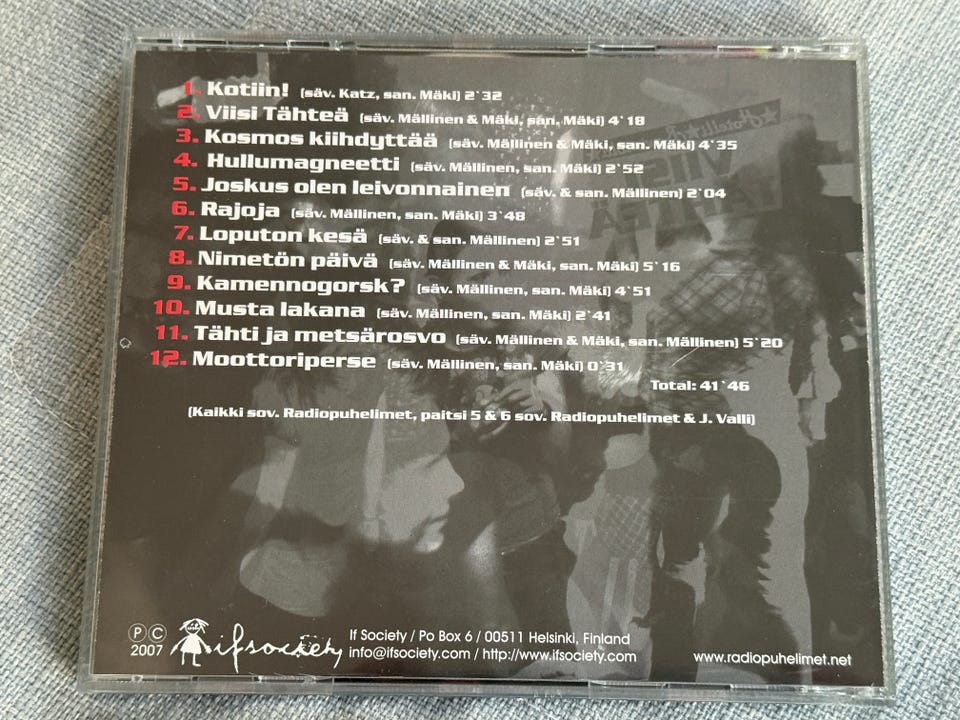 1. Kotiin! (säv. Katz, san. Mäki) 2`32
2. Viisi Tähteä (säv. Mällinen & Mäki, san. Mäki) 4`18
3. Kosmos kiihdyttää (säv. Mällinen & Mäki, san. Mäki) 4`35
4. Hullumagneetti (säv. Mällinen, san. Mäki) 2`52
5. Joskus olen leivonnainen (säv. & san. Mällinen) 2`04
6. Rajoja (säv. Mällinen, san. Mäki) 3`48
7. Loputon kesä (säv. & san. Mällinen) 2`51
8. Nimetön päivä (säv. Mällinen & Mäki, san. Mäki) 5`16
9. Kamennogorsk? (säv. Mällinen, san. Mäki) 4`51
10. Musta lakana (säv. Mällinen, san. Mäki) 2`41
11. Tähti ja metsärosvo (säv. Mällinen & Mäki, san. Mällinen) 5`20
12. Moottoriperse (säv. Mällinen, san. Mäki) 0`31
Total: 41`46
(Kaikki sov. Radiopuhelimet, paitsi 5 & 6 sov. Radiopuhelimet & J. Valli)
P C
2007
ifsociety
If Society / Po Box 6 / 00511 Helsinki, Finland
info@ifsociety.com / http://www.ifsociety.com
www.radiopuhelimet.net